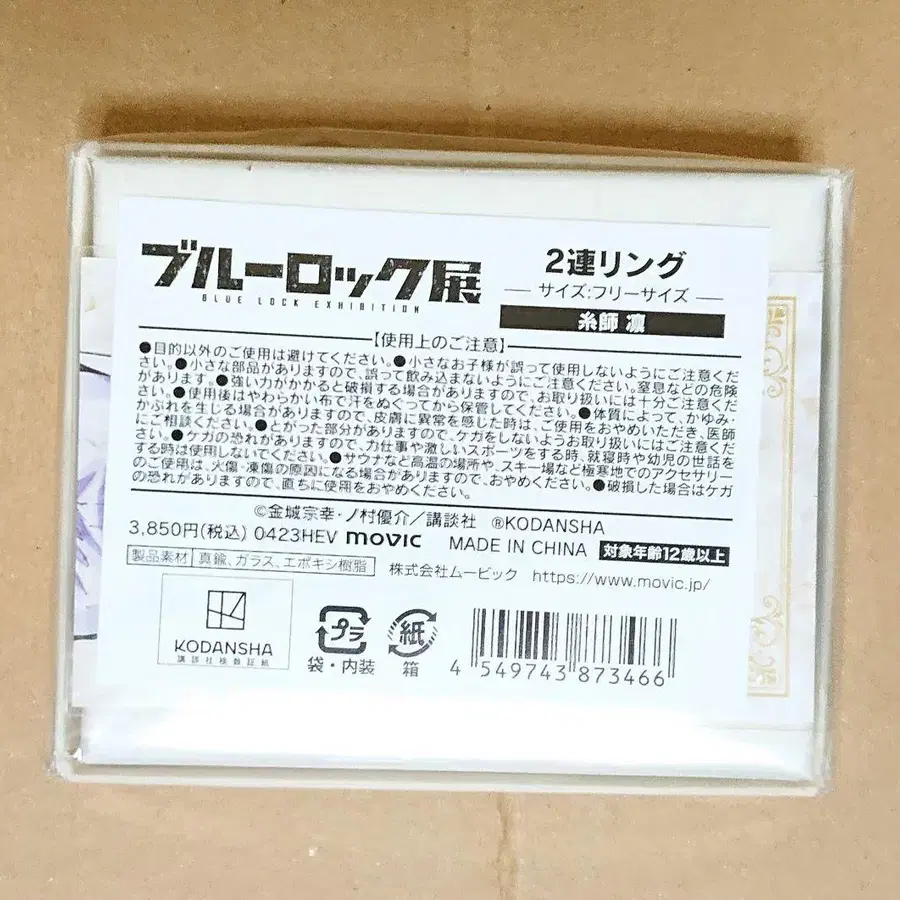 ブルーロック展
BLUE LOCK EXHIBITION
2連リング
サイズ:フリーサイズ
糸師 凛
【使用上のご注意】
●目的以外のご使用は避けてください。●小さなお子様が誤って使用しないようにご注意くだ
さい。●小さな部品がありますので、誤って飲み込まないようにご注意ください。窒息などの危険
があります。●強い力がかかると破損する場合がありますので、お取り扱いには十分ご注意くだ
さい。●使用後はやわらかい布で汗をぬぐってから保管してください。●体質によって、かゆみ・
かぶれを生じる場合がありますので、皮膚に異常を感じた時は、ご使用をおやめいただき、医師
にご相談ください。●とがった部分がありますので、ケガをしないようお取り扱いにはご注意くだ
さい。●ケガの恐れがありますので、力仕事や激しいスポーツをする時、就寝時や幼児の世話を
する時は使用しないでください。●サウナなど高温の場所や、スキー場など極寒地でのアクセサリー
のご使用は、火傷・凍傷の原因になる場合がありますので、おやめください。●破損した場合はケガ
の恐れがありますので、直ちに使用をおやめください。
©金城宗幸・ノ村優介／講談社 ®KODANSHA
3,850円(税込) 0423HEV movic MADE IN CHINA 対象年齢12歳以上
製品素材 真鍮、ガラス、エポキシ樹脂 株式会社ムービック https://www.movic.jp/
KODANSHA
講談社検数証紙
プラ
袋・内装
紙
箱
4 549743 873466